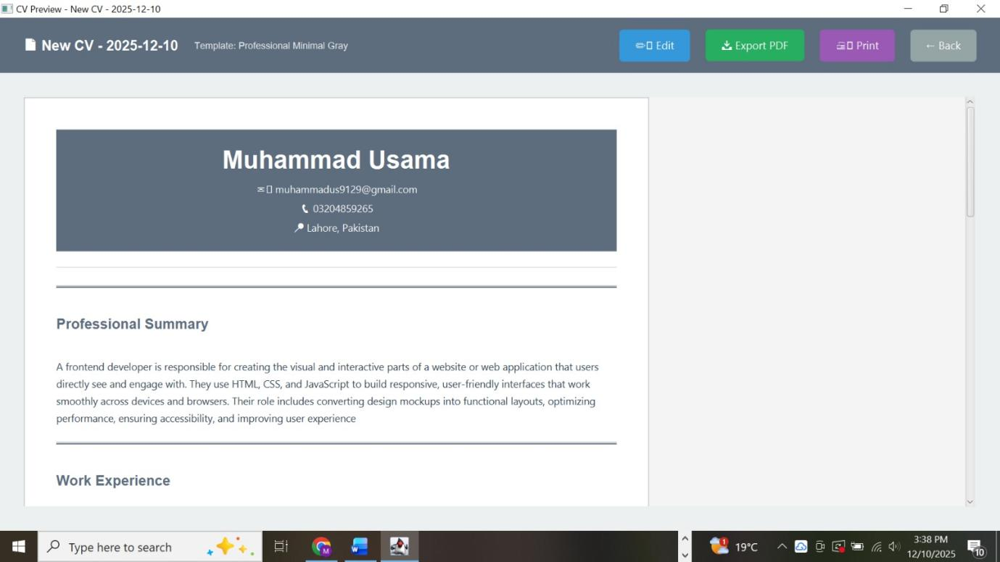 CV Preview - New CV - 2025-12-10
New CV - 2025-12-10 Template: Professional Minimal Gray Edit Export PDF Print ← Back
Muhammad Usama
muhammadus9129@gmail.com
03204859265
Lahore, Pakistan
Professional Summary
A frontend developer is responsible for creating the visual and interactive parts of a website or web application that users
directly see and engage with. They use HTML, CSS, and JavaScript to build responsive, user-friendly interfaces that work
smoothly across devices and browsers. Their role includes converting design mockups into functional layouts, optimizing
performance, ensuring accessibility, and improving user experience
Work Experience
Type here to search
1
19°C
3:38 PM
12/10/2025
10